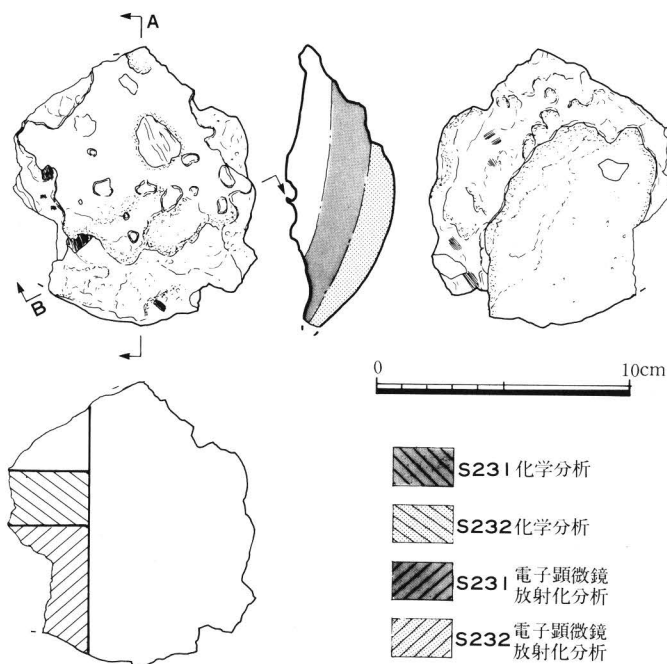 A
B
0 10cm
S231 化学分析
S232 化学分析
S231 電子顕微鏡
放射化分析
S232 電子顕微鏡
放射化分析